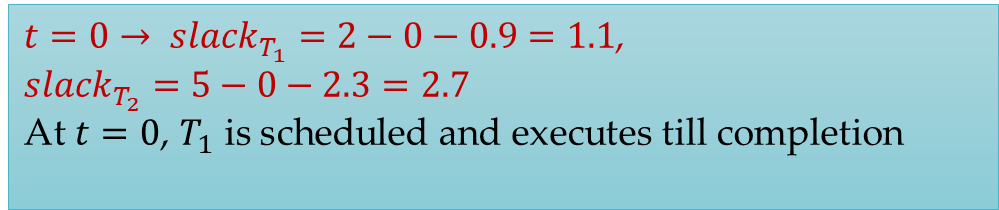 t = 0 → slack_{T_1} = 2 − 0 − 0.9 = 1.1,
slack_{T_2} = 5 − 0 − 2.3 = 2.7
At t = 0, T_1 is scheduled and executes till completion